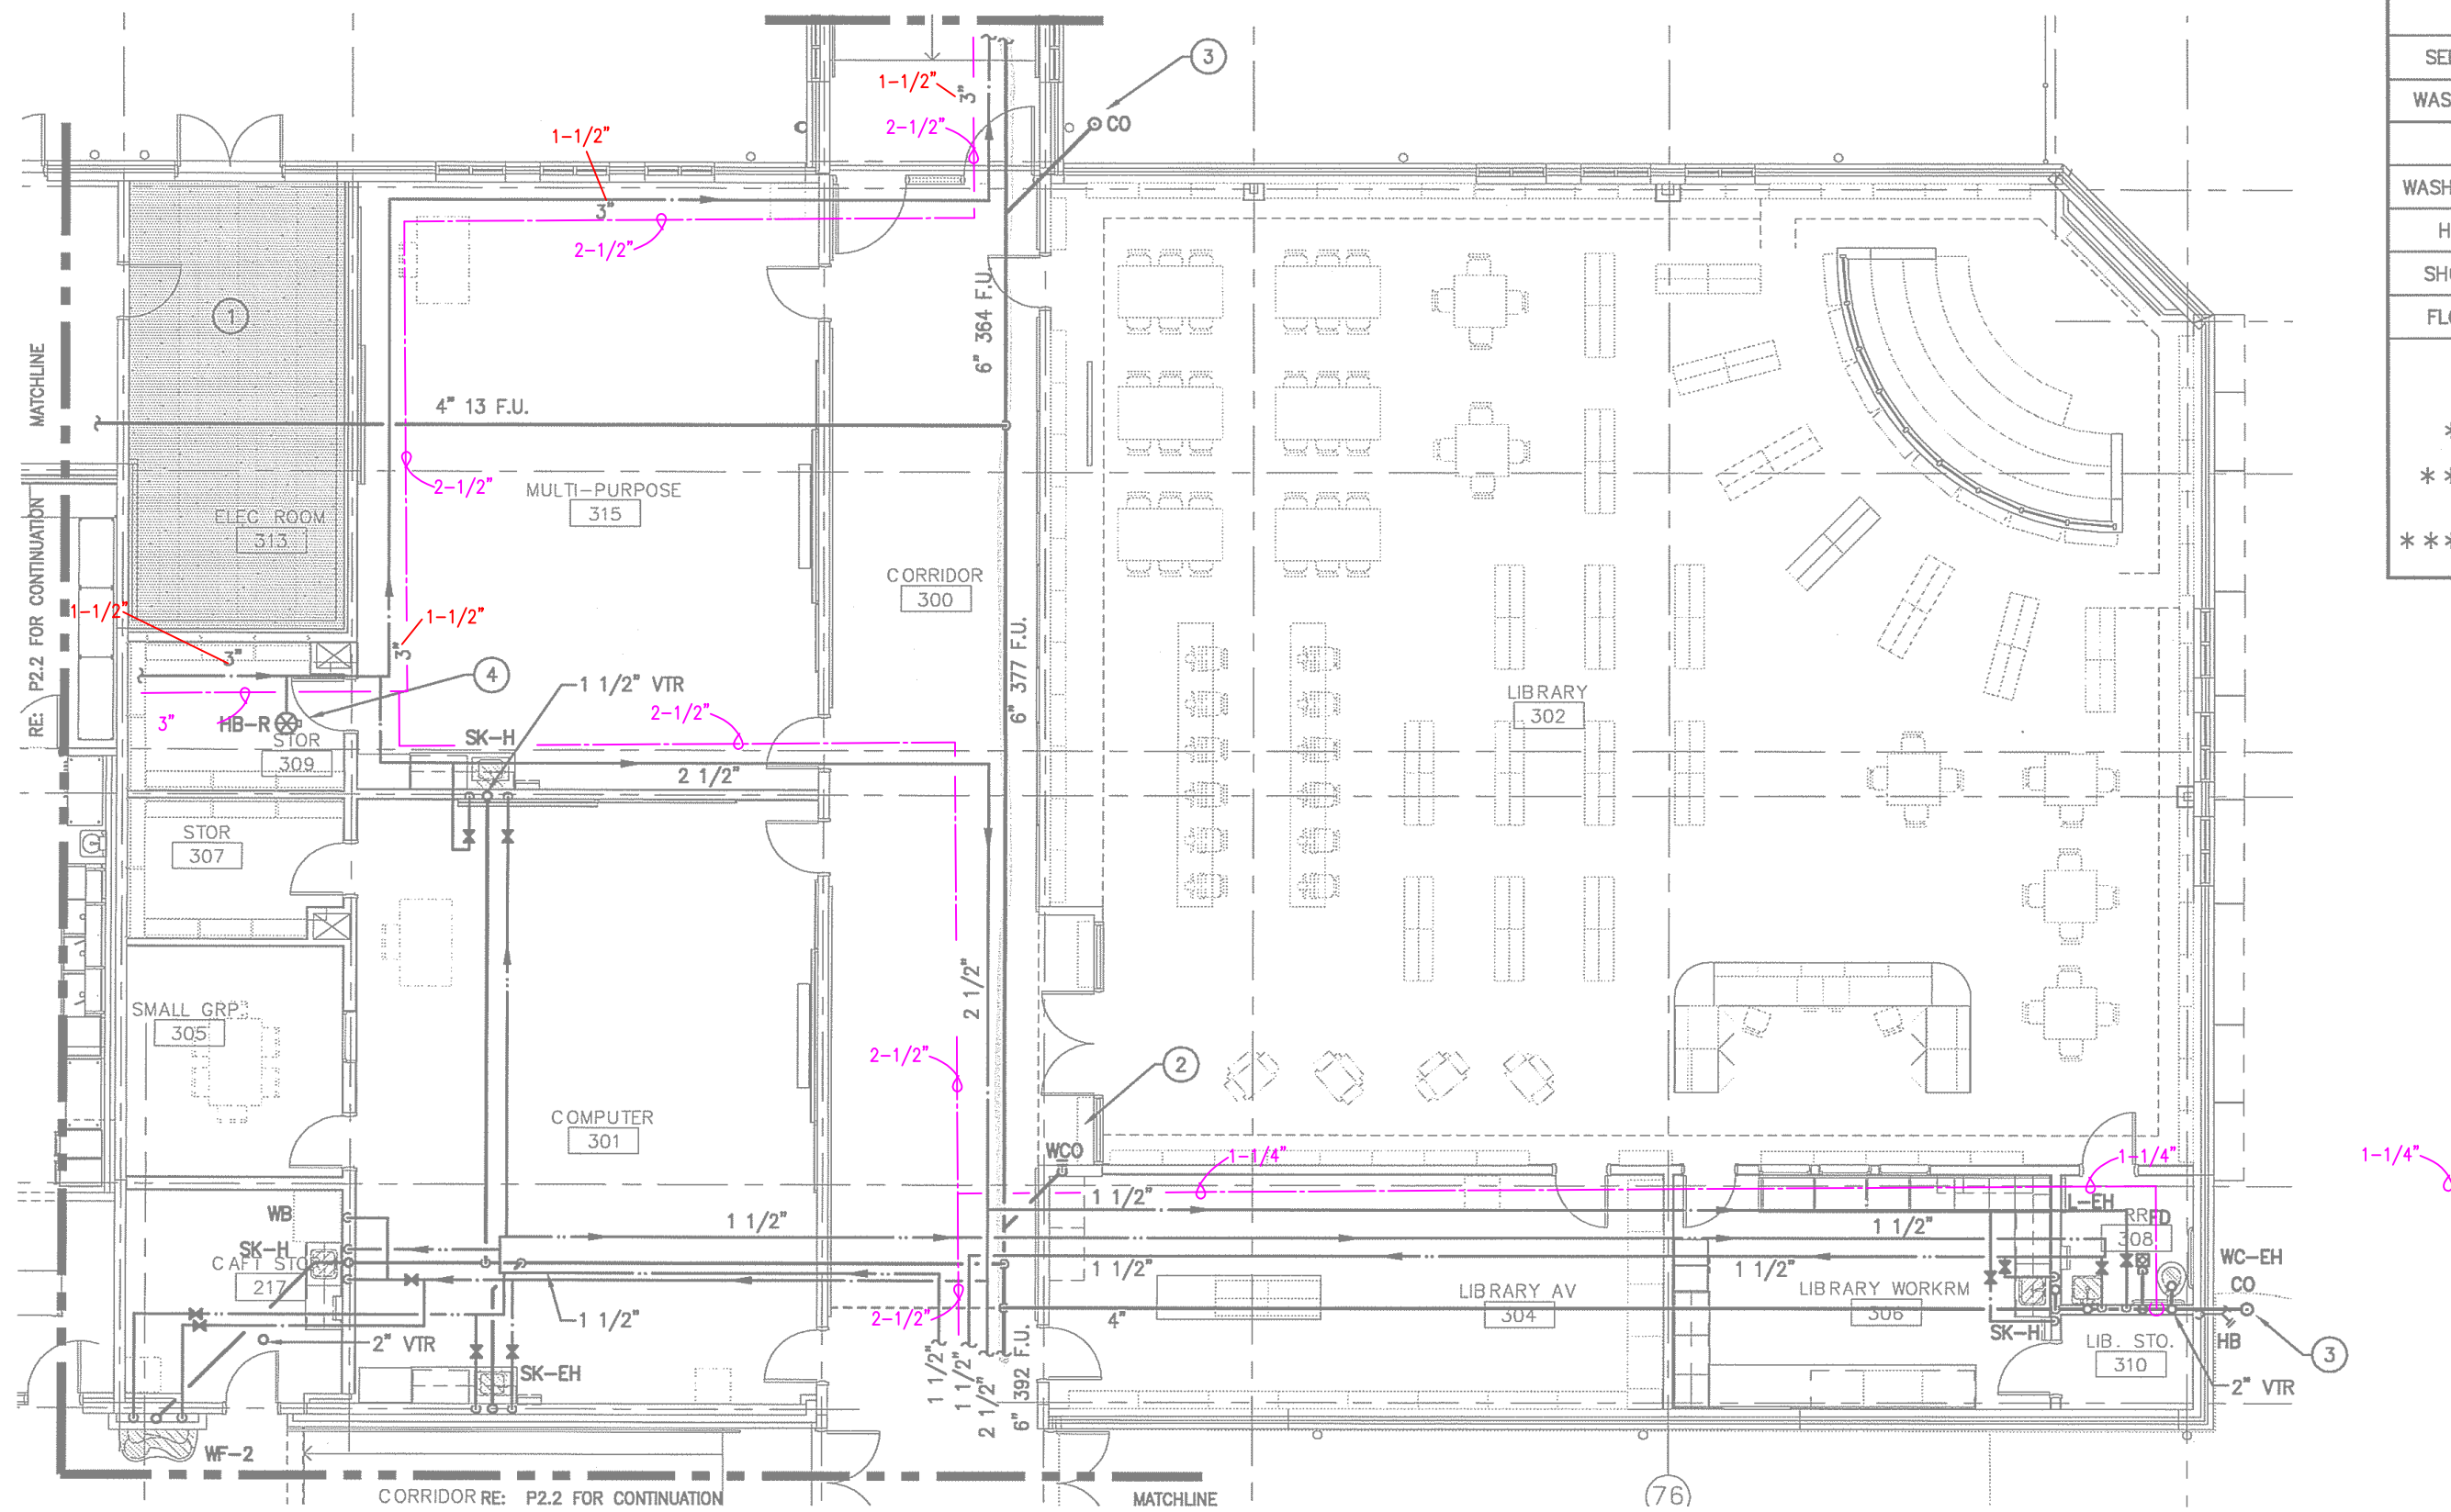 SE
WAS
WASH
H
SH
FL
*
**
***
3
1-1/2"
3"
CO
2-1/2"
1-1/2"
3"
2-1/2"
1
6" 364 F.U.
MATCHLINE
4" 13 F.U.
2-1/2"
MULTI-PURPOSE
315
ELEC ROOM
313
CORRIDOR
300
RE: P2.2 FOR CONTINUATION
1-1/2"
3"
1-1/2"
3"
4
1 1/2" VTR
6" 377 F.U.
LIBRARY
302
3"
HB-R
STOR
309
2-1/2"
SK-H
2 1/2"
STOR
307
2 1/2"
SMALL GRP.
305
2-1/2"
2
COMPUTER
301
WCO
1-1/4"
1-1/4"
1-1/4"
WB
1 1/2"
1 1/2"
1 1/2"
L-EH
RR
FD
308
SK-H
CAFT STO
217
1 1/2"
1 1/2"
WC-EH
CO
LIBRARY AV
304
LIBRARY WORKRM
306
1 1/2"
2-1/2"
4"
2" VTR
SK-H
HB
3
LIB. STO.
310
SK-EH
1 1/2"
1 1/2"
2 1/2"
6" 392 F.U.
2" VTR
WF-2
CORRIDOR RE: P2.2 FOR CONTINUATION
MATCHLINE
76